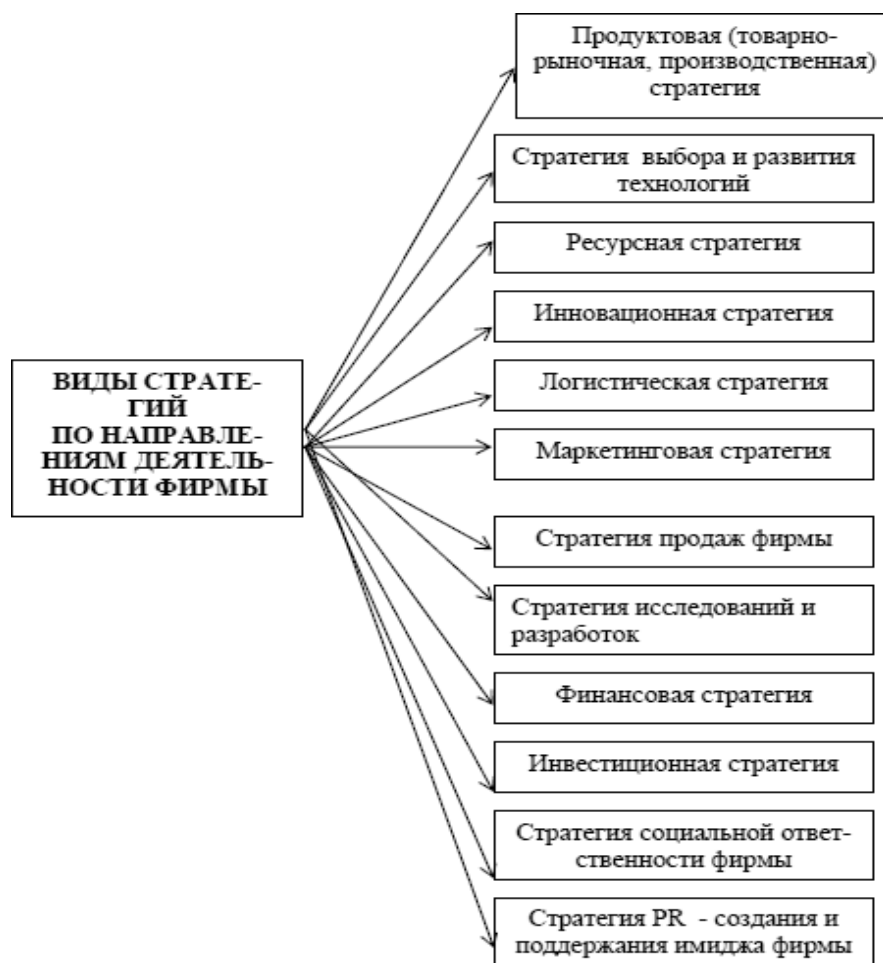 Продуктовая (товарно-
рыночная, производственная)
стратегия
Стратегия выбора и развития
технологий
Ресурсная стратегия
Инновационная стратегия
Логистическая стратегия
ВИДЫ СТРАТЕ-
ГИЙ
ПО НАПРАВЛЕ-
НИЯМ ДЕЯТЕЛЬ-
НОСТИ ФИРМЫ
Маркетинговая стратегия
Стратегия продаж фирмы
Стратегия исследований и
разработок
Финансовая стратегия
Инвестиционная стратегия
Стратегия социальной ответ-
ственности фирмы
Стратегия PR - создания и
поддержания имиджа фирмы